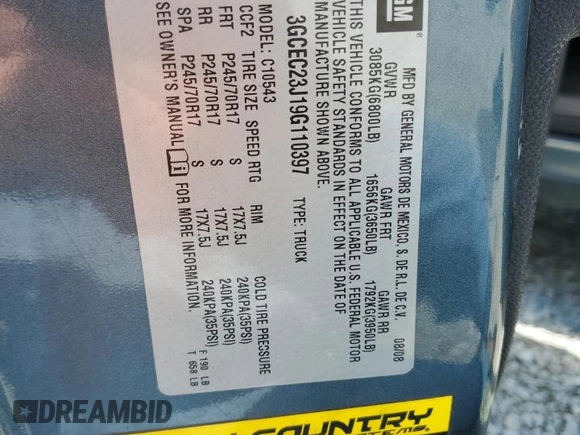 GM
MFD BY GENERAL MOTORS DE MEXICO, S. DE R.L. DE C.V. 08/08
GVWR GAWR FRT GAWR RR
3085KG(6800LB) 1656KG(3650LB) 1792KG(3950LB)
THIS VEHICLE CONFORMS TO ALL APPLICABLE U.S. FEDERAL MOTOR
VEHICLE SAFETY STANDARDS IN EFFECT ON THE DATE OF
MANUFACTURE SHOWN ABOVE.
3GCEC23J19G110397 TYPE: TRUCK
C10543
CCF2 TIRE SIZE SPEED RTG RIM COLD TIRE PRESSURE
FRT P245/70R17 S 17X7.5J 240KPA(35PSI)
RR P245/70R17 S 17X7.5J 240KPA(35PSI)
SPA P245/70R17 S 17X7.5J 240KPA(35PSI)
SEE OWNER'S MANUAL FOR MORE INFORMATION.
F 190 LB
T 658 LB
COUNTRY
DREAMBID